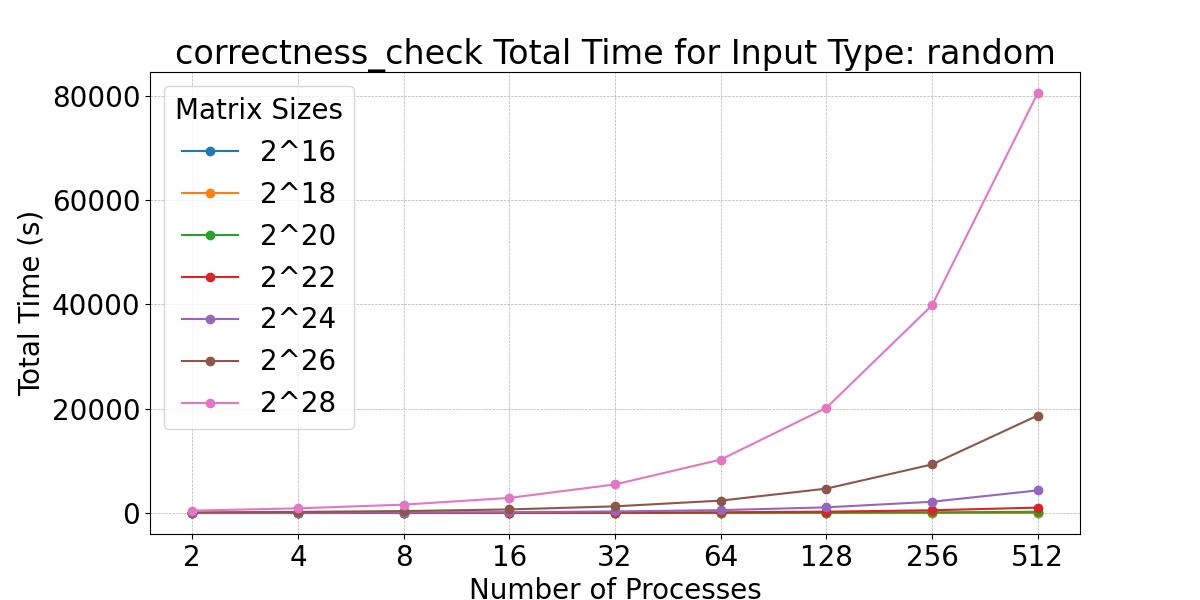 correctness_check Total Time for Input Type: random
Total Time (s)
80000
60000
40000
20000
0
Matrix Sizes
2^16
2^18
2^20
2^22
2^24
2^26
2^28
2 4 8 16 32 64 128 256 512
Number of Processes